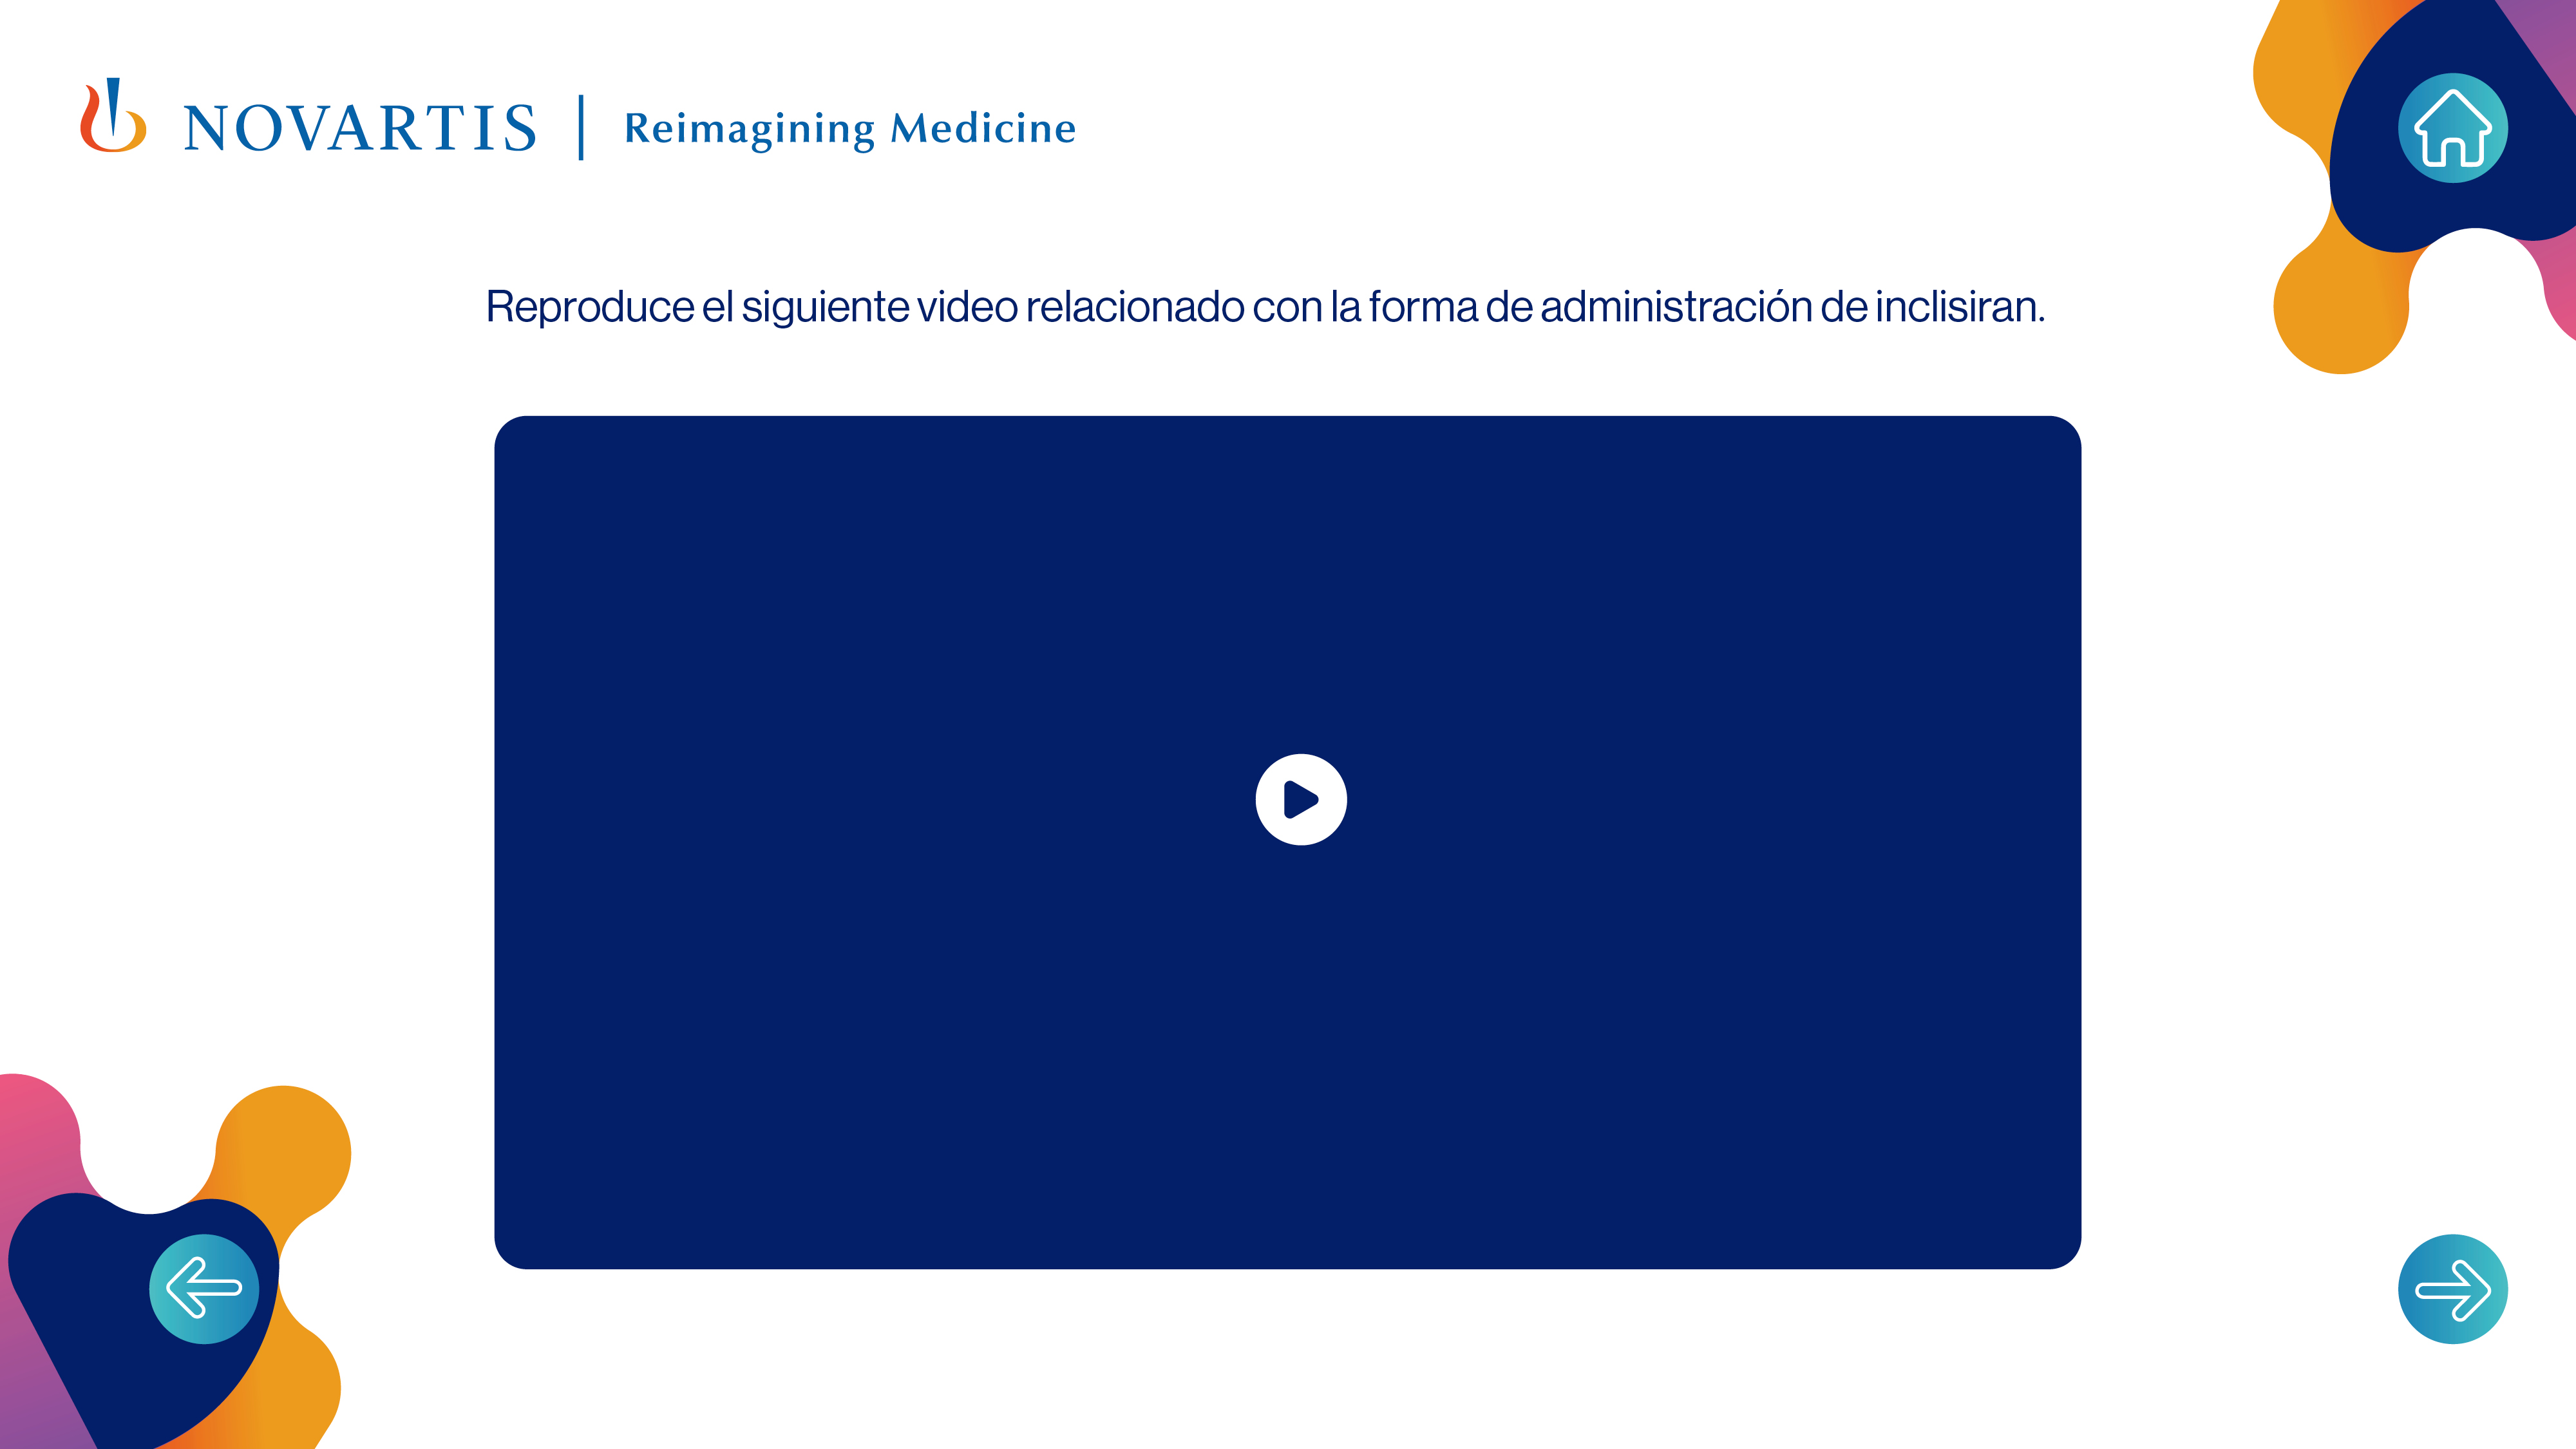 NOVARTIS | Reimagining Medicine
Reproduce el siguiente video relacionado con la forma de administración de inclisiran.